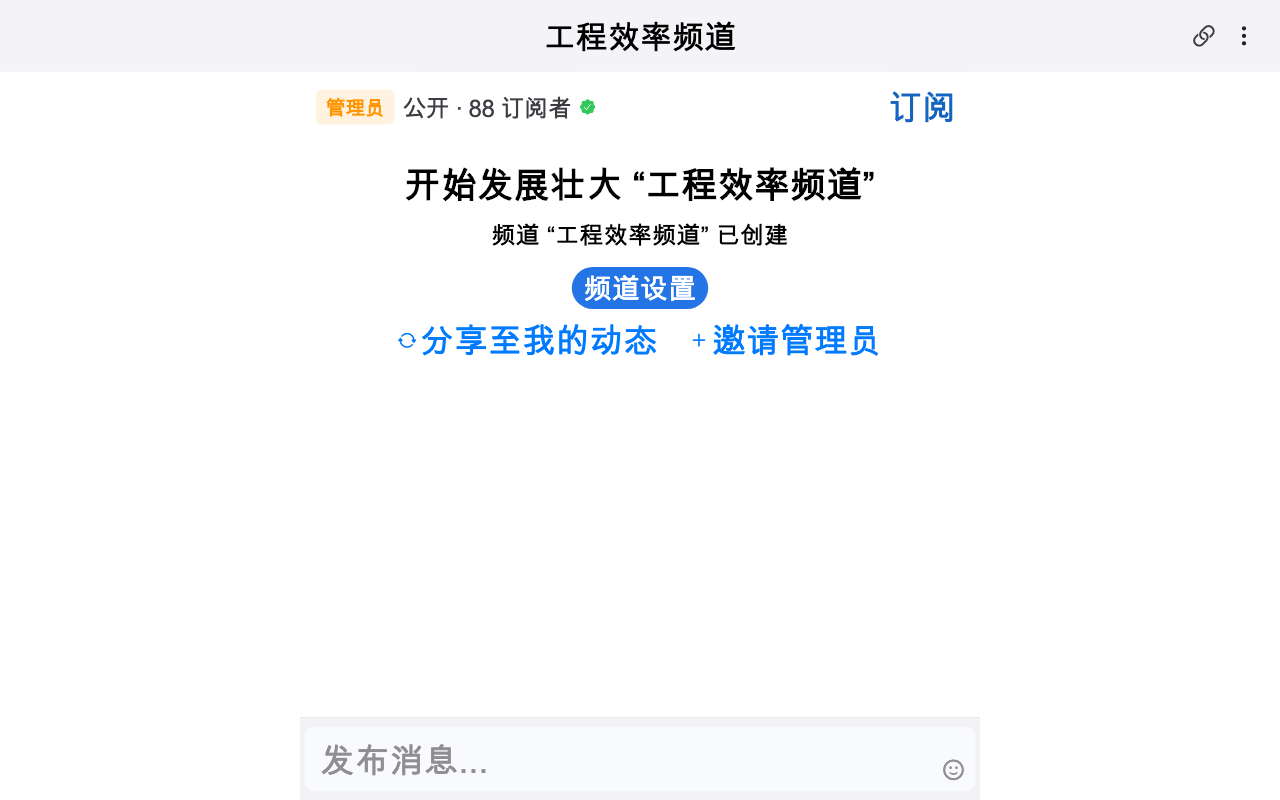 工程效率频道
管理员 公开 · 88 订阅者
订阅
开始发展壮大 “工程效率频道”
频道 “工程效率频道” 已创建
频道设置
分享至我的动态 + 邀请管理员
发布消息...